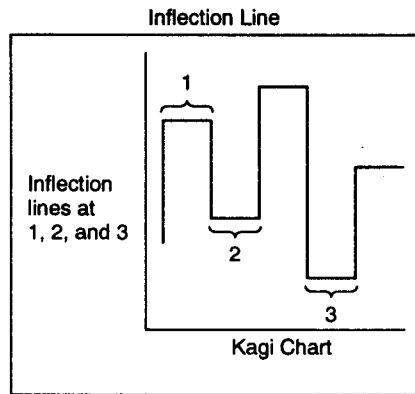 Inflection Line
1
Inflection
lines at
1, 2, and 3
2
3
Kagi Chart